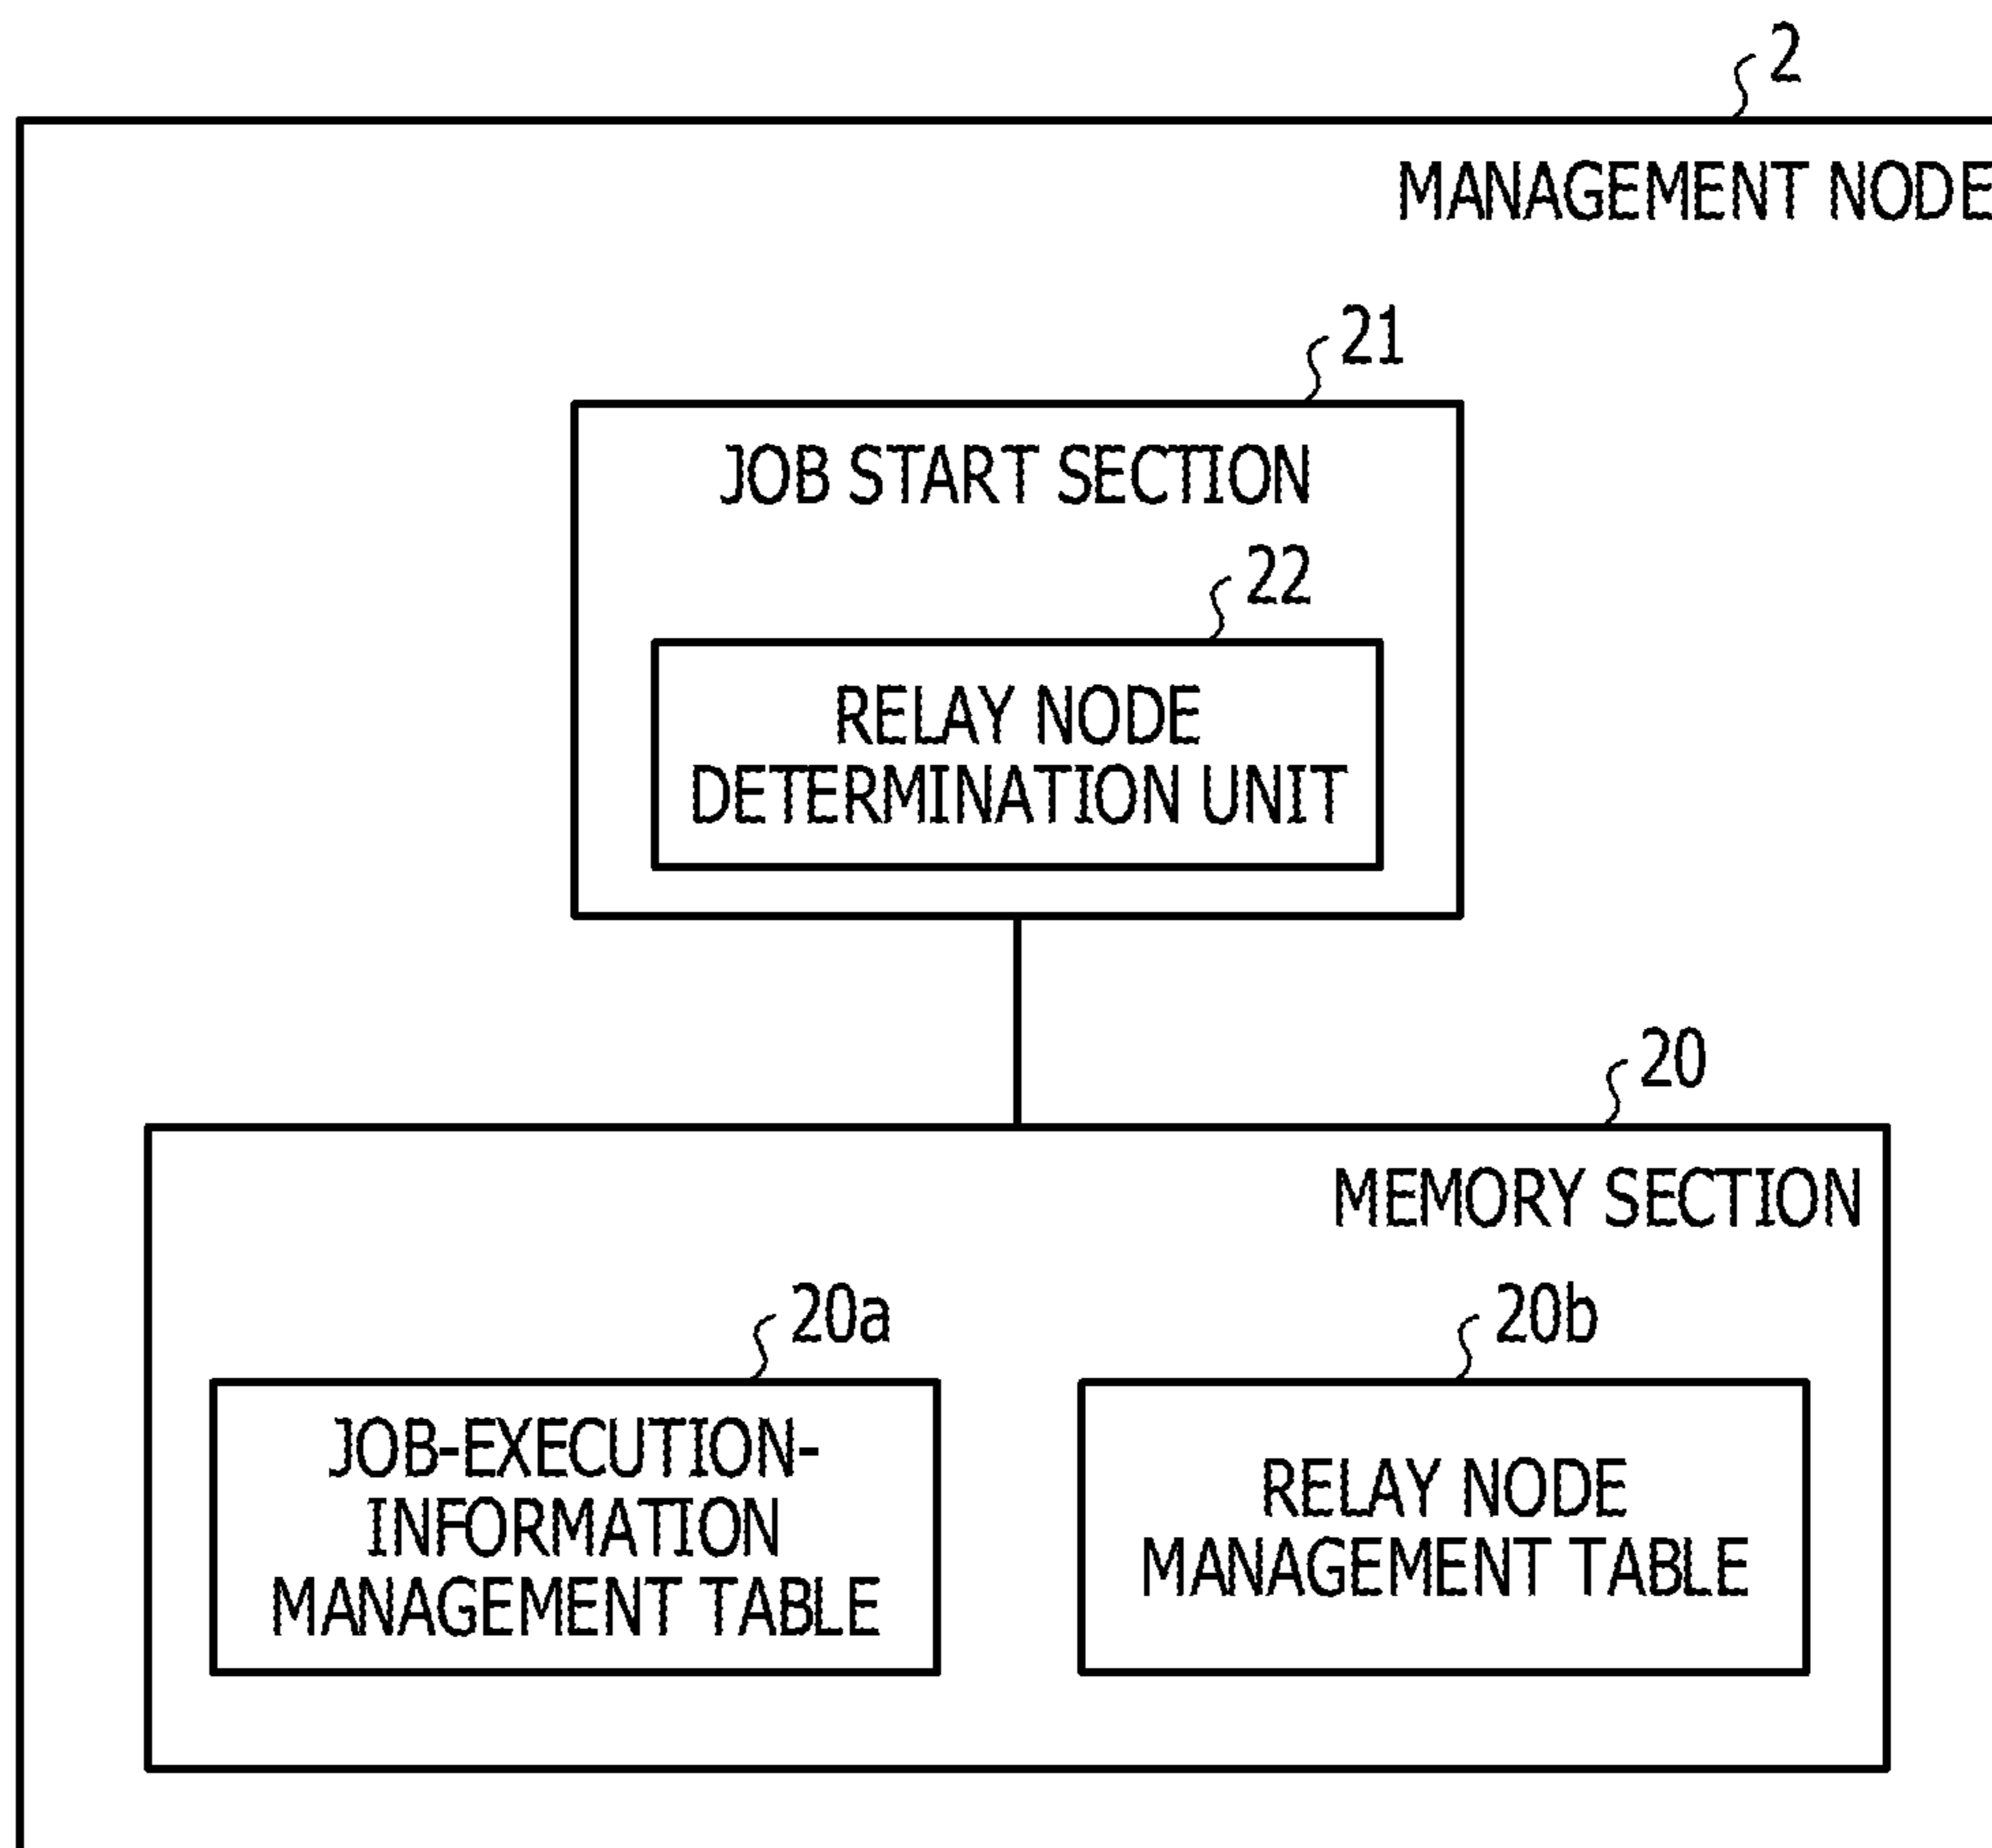 2
MANAGEMENT NODE
21
JOB START SECTION
22
RELAY NODE
DETERMINATION UNIT
20
MEMORY SECTION
20a
JOB-EXECUTION-
INFORMATION
MANAGEMENT TABLE
20b
RELAY NODE
MANAGEMENT TABLE